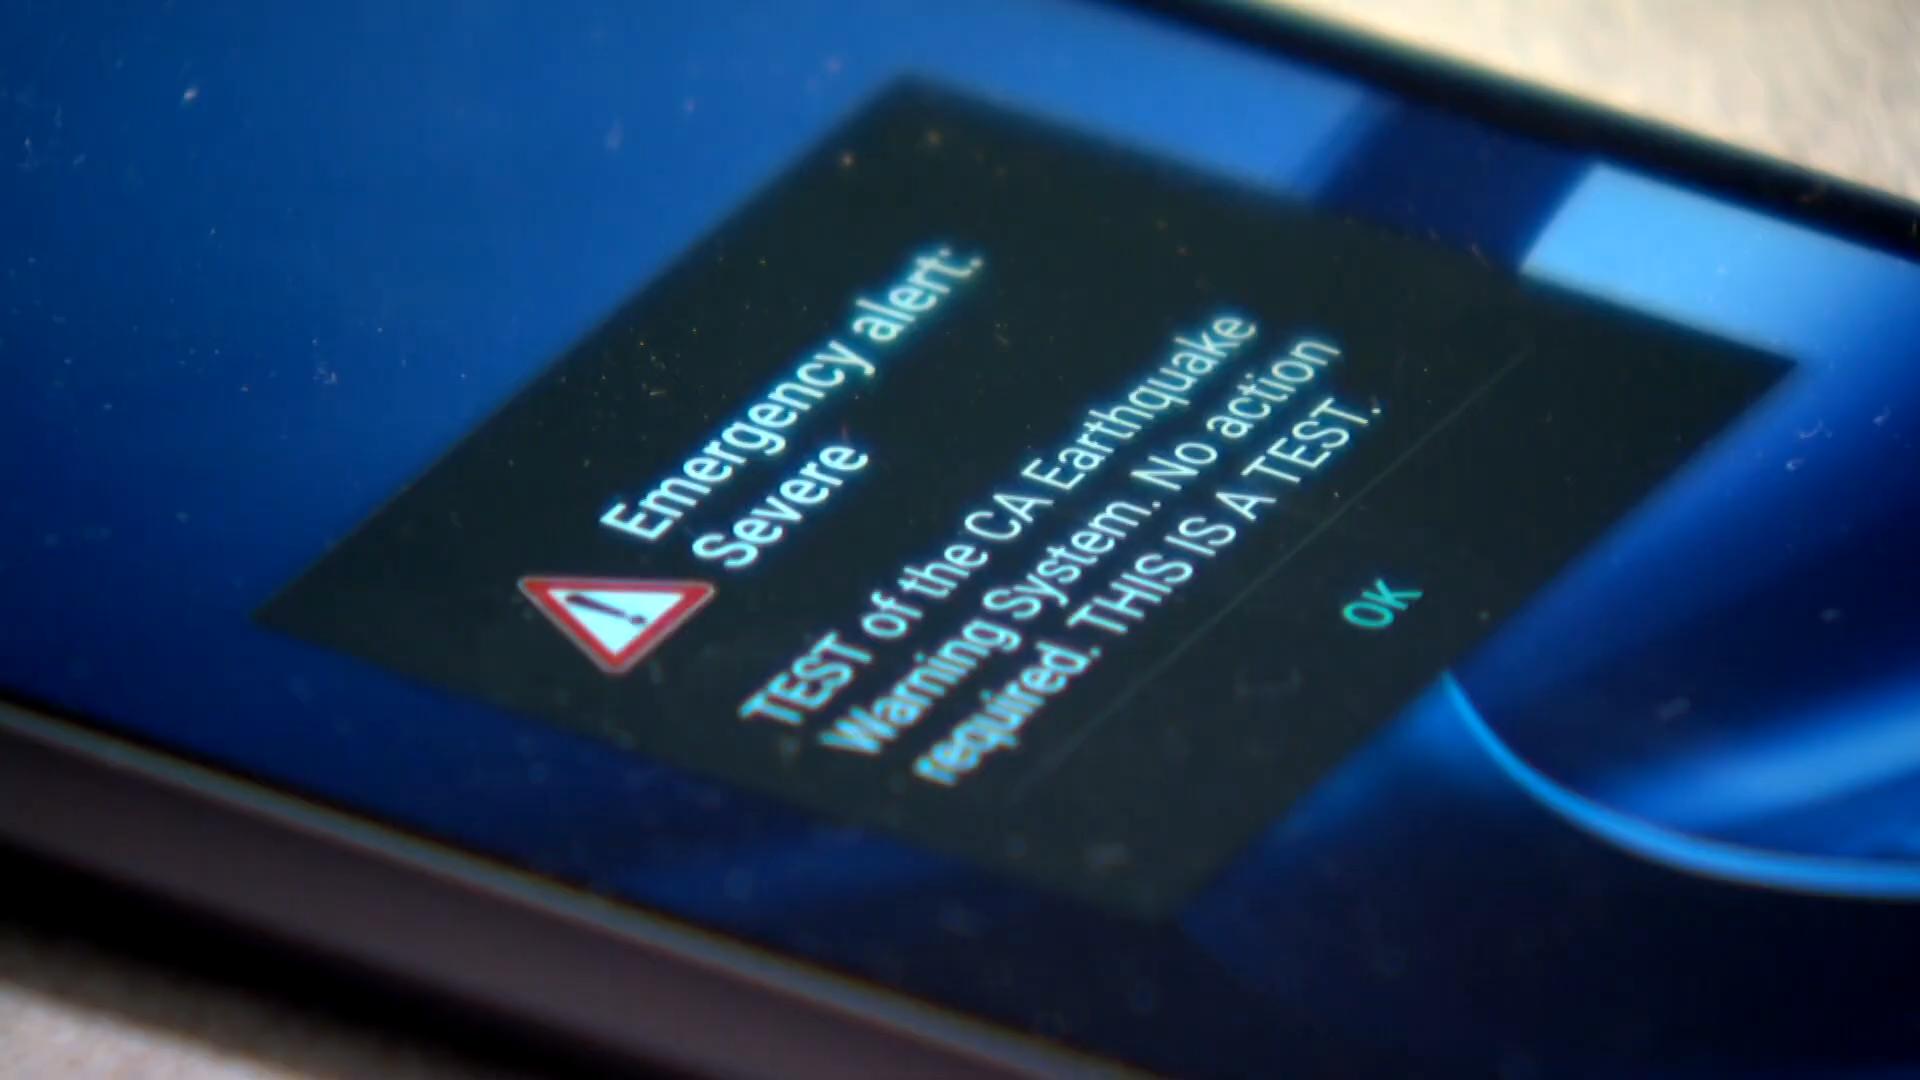 Emergency alert:
Severe
TEST of the CA Earthquake
Warning System. No action
required. THIS IS A TEST.
OK